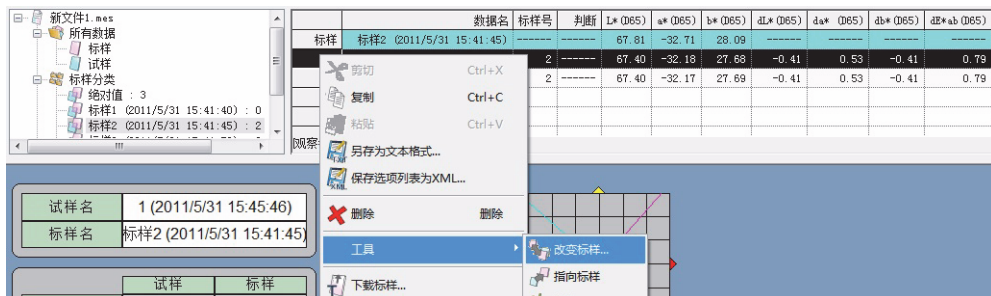 新文件1.mes
所有数据
标样
试样
标样分类
绝对值 : 3
标样1 (2011/5/31 15:41:40) : 0
标样2 (2011/5/31 15:41:45) : 2
数据名 标样号 判断 L*(D65) a*(D65) b*(D65) dL*(D65) da* (D65) db*(D65) dE*ab(D65)
标样 标样2 (2011/5/31 15:41:45) ------ ------ 67.81 -32.71 28.09 ------ ------ ------ ------
2 ------ 67.40 -32.18 27.68 -0.41 0.53 -0.41 0.79
2 ------ 67.40 -32.17 27.69 -0.41 0.53 -0.41 0.79
剪切 Ctrl+X
复制 Ctrl+C
粘贴 Ctrl+V
另存为文本格式...
保存选项列表为XML...
删除 删除
工具
下载标样...
改变标样...
指向标样
试样名 1 (2011/5/31 15:45:46)
标样名 标样2 (2011/5/31 15:41:45)
试样 标样